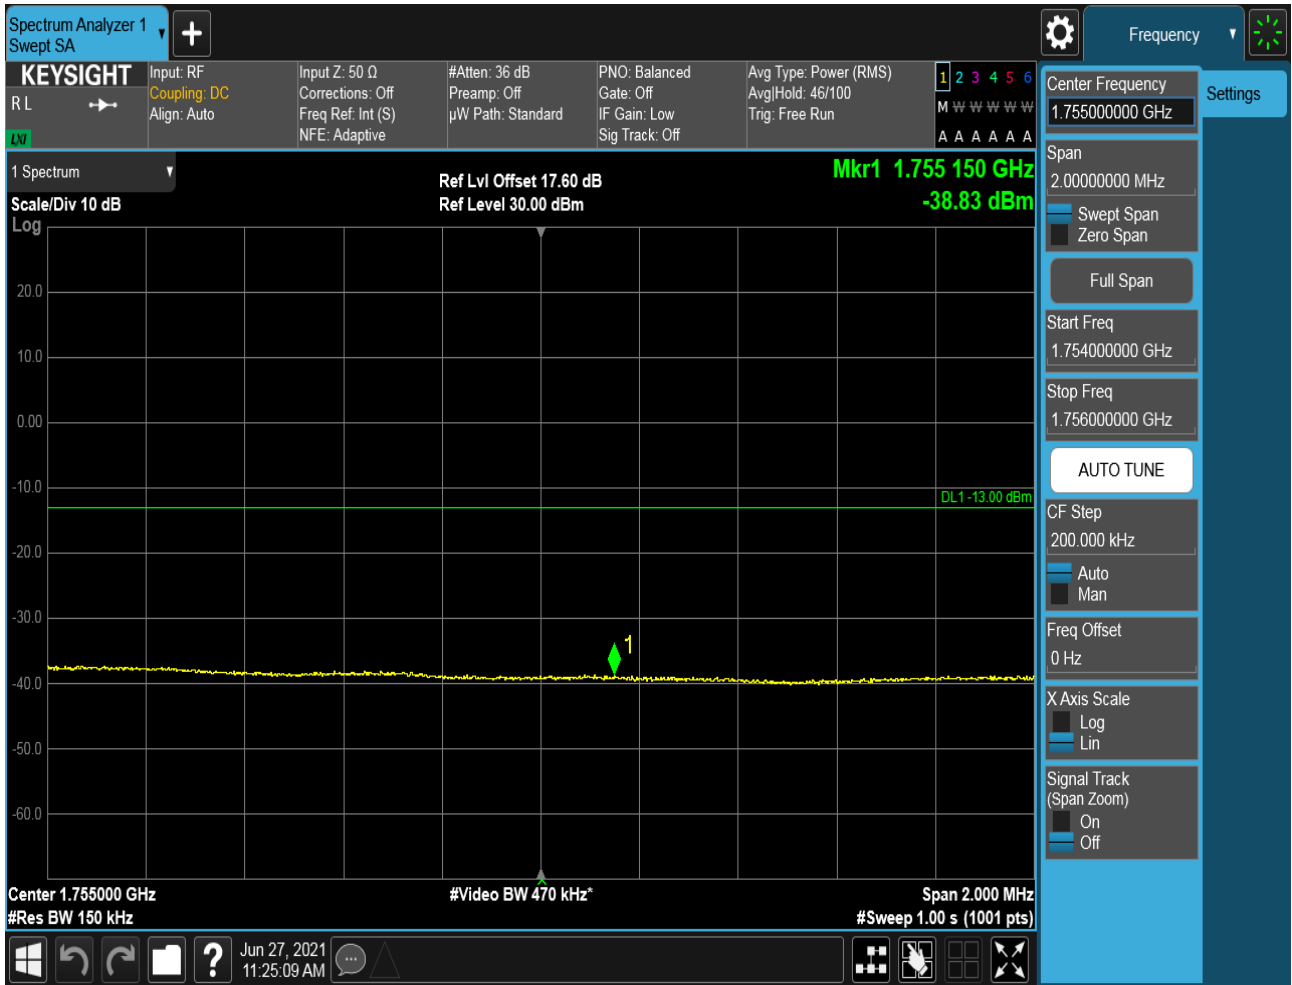 Spectrum Analyzer 1
Swept SA
Frequency
KEYSIGHT
R L
LXI
Input: RF
Coupling: DC
Align: Auto
Input Z: 50 Ω
Corrections: Off
Freq Ref: Int (S)
NFE: Adaptive
#Atten: 36 dB
Preamp: Off
µW Path: Standard
PNO: Balanced
Gate: Off
IF Gain: Low
Sig Track: Off
Avg Type: Power (RMS)
Avg|Hold: 46/100
Trig: Free Run
1 2 3 4 5 6
M W W W W W
A A A A A A
1 Spectrum
Scale/Div 10 dB
Log
Ref Lvl Offset 17.60 dB
Ref Level 30.00 dBm
Mkr1 1.755 150 GHz
-38.83 dBm
20.0
10.0
0.00
-10.0
DL1 -13.00 dBm
-20.0
-30.0
1
-40.0
-50.0
-60.0
Center 1.755000 GHz
#Res BW 150 kHz
#Video BW 470 kHz*
Span 2.000 MHz
#Sweep 1.00 s (1001 pts)
Jun 27, 2021
11:25:09 AM
Center Frequency
1.755000000 GHz
Settings
Span
2.00000000 MHz
Swept Span
Zero Span
Full Span
Start Freq
1.754000000 GHz
Stop Freq
1.756000000 GHz
AUTO TUNE
CF Step
200.000 kHz
Auto
Man
Freq Offset
0 Hz
X Axis Scale
Log
Lin
Signal Track
(Span Zoom)
On
Off